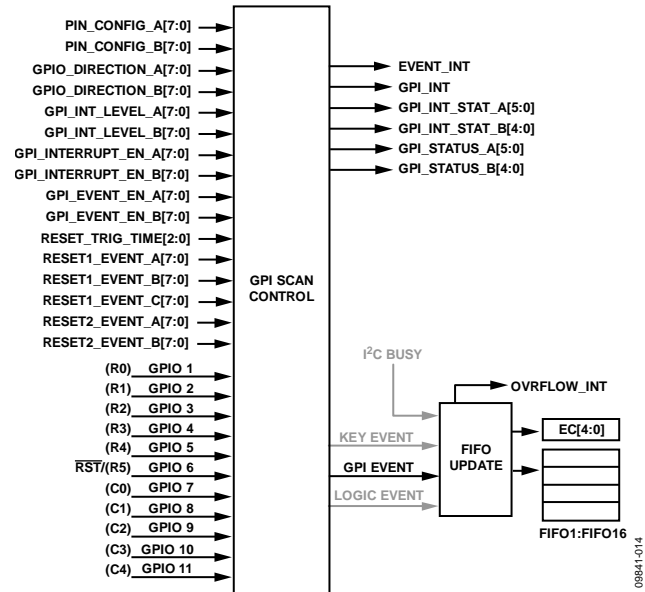 PIN_CONFIG_A[7:0]
PIN_CONFIG_B[7:0]
GPIO_DIRECTION_A[7:0]
GPIO_DIRECTION_B[7:0]
GPI_INT_LEVEL_A[7:0]
GPI_INT_LEVEL_B[7:0]
GPI_INTERRUPT_EN_A[7:0]
GPI_INTERRUPT_EN_B[7:0]
GPI_EVENT_EN_A[7:0]
GPI_EVENT_EN_B[7:0]
RESET_TRIG_TIME[2:0]
RESET1_EVENT_A[7:0]
RESET1_EVENT_B[7:0]
RESET1_EVENT_C[7:0]
RESET2_EVENT_A[7:0]
RESET2_EVENT_B[7:0]
(R0) GPIO 1
(R1) GPIO 2
(R2) GPIO 3
(R3) GPIO 4
(R4) GPIO 5
RST/(R5) GPIO 6
(C0) GPIO 7
(C1) GPIO 8
(C2) GPIO 9
(C3) GPIO 10
(C4) GPIO 11
GPI SCAN
CONTROL
EVENT_INT
GPI_INT
GPI_INT_STAT_A[5:0]
GPI_INT_STAT_B[4:0]
GPI_STATUS_A[5:0]
GPI_STATUS_B[4:0]
I2C BUSY
KEY EVENT
GPI EVENT
LOGIC EVENT
FIFO
UPDATE
OVRFLOW_INT
EC[4:0]
FIFO1:FIFO16
09841-014